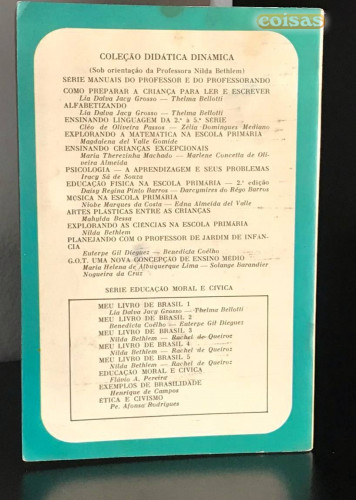 coisas
COLEÇÃO DIDÁTICA DINÂMICA
(Sob orientação da Professora Nilda Bethlem)
SÉRIE MANUAIS DO PROFESSOR E DO PROFESSORANDO
COMO PREPARAR A CRIANÇA PARA LER E ESCREVER
Lia Dalva Jacy Grosso — Thelma Bellotti
ALFABETIZANDO
Lia Dalva Jacy Grosso — Thelma Bellotti
ENSINANDO LINGUAGEM DA 2.ª à 5.ª SÉRIE
Cléo de Oliveira Passos — Zélia Domingues Mediano
EXPLORANDO A MATEMÁTICA NA ESCOLA PRIMÁRIA
Magdalena del Valle Gomide
ENSINANDO CRIANÇAS EXCEPCIONAIS
Maria Therezinha Machado — Marlene Concetta de Oli-
veira Almeida
PSICOLOGIA — A APRENDIZAGEM E SEUS PROBLEMAS
Iracy Sá de Souza
EDUCAÇÃO FÍSICA NA ESCOLA PRIMÁRIA — 2.ª edição
Daisy Regina Pinto Barros — Darcymires do Rêgo Barros
MÚSICA NA ESCOLA PRIMÁRIA
Niobe Marques da Costa — Edna Almeida del Valle
ARTES PLÁSTICAS ENTRE AS CRIANÇAS
Mahylda Bessa
EXPLORANDO AS CIÊNCIAS NA ESCOLA PRIMÁRIA
Nilda Bethlem
PLANEJANDO COM O PROFESSOR DE JARDIM DE INFÂN-
CIA
Euterpe Gil Dieguez — Benedicta Coêlho
G.O.T. UMA NOVA CONCEPÇÃO DE ENSINO MÉDIO
Maria Helena de Albuquerque Lima — Solange Barandier
Nogueira da Cruz
SÉRIE EDUCAÇÃO MORAL E CÍVICA
MEU LIVRO DE BRASIL 1
Lia Dalva Jacy Grosso — Thelma Bellotti
MEU LIVRO DE BRASIL 2
Benedicta Coêlho — Euterpe Gil Dieguez
MEU LIVRO DE BRASIL 3
Nilda Bethlem — Rachel de Queiroz
MEU LIVRO DE BRASIL 4
Nilda Bethlem — Rachel de Queiroz
MEU LIVRO DE BRASIL 5
Nilda Bethlem — Rachel de Queiroz
EDUCAÇÃO MORAL E CÍVICA
Flávio A. Pereira
EXEMPLOS DE BRASILIDADE
Henrique de Campos
ÉTICA E CIVISMO
Pe. Afonso Rodrigues